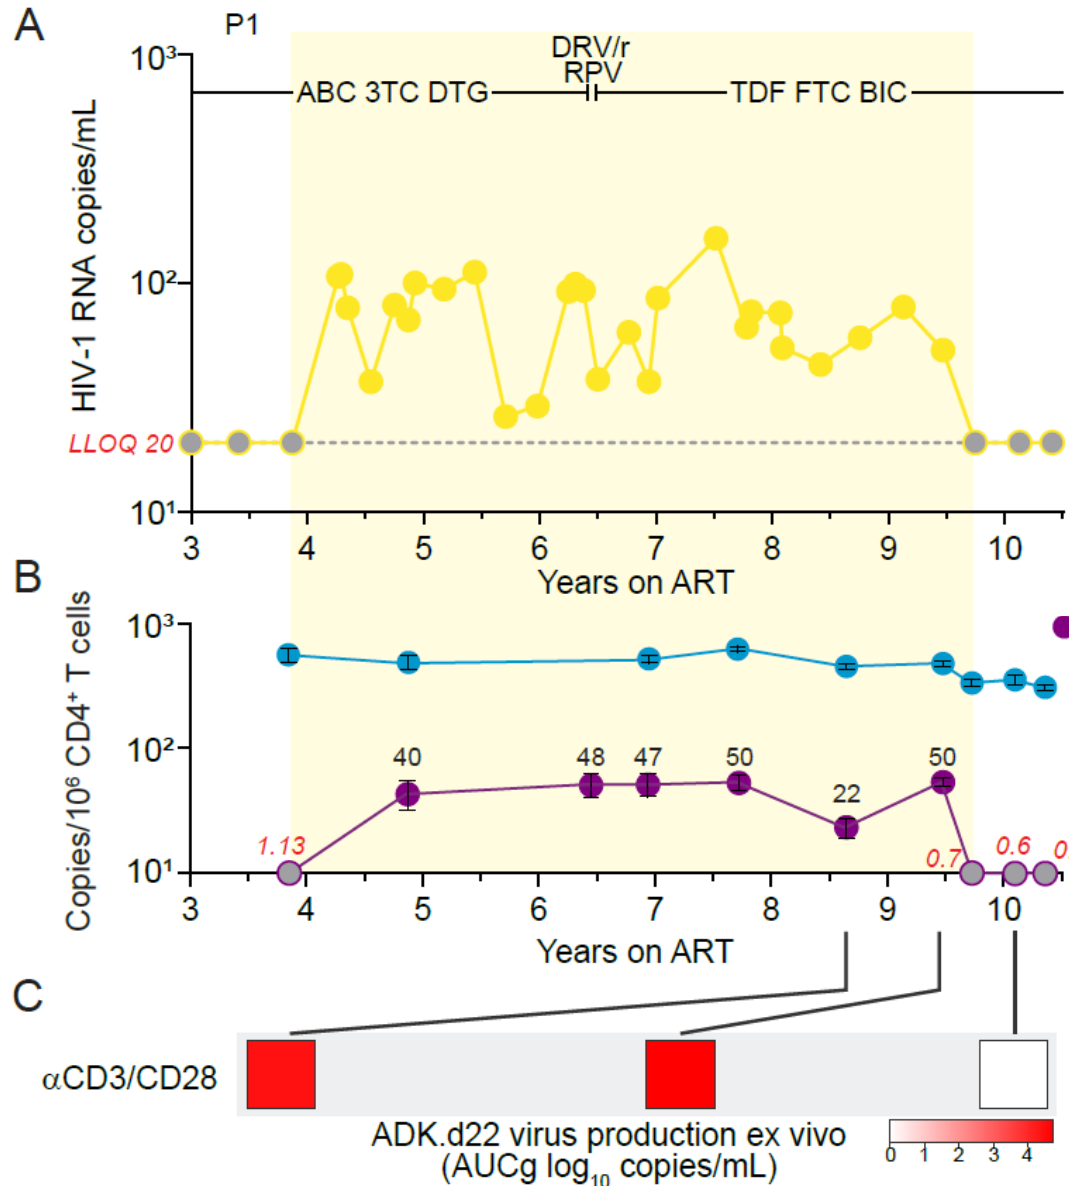 A
P1
10³
DRV/r
RPV
ABC 3TC DTG
TDF FTC BIC
HIV-1 RNA copies/mL
10²
LLOQ 20
10¹
3 4 5 6 7 8 9 10
Years on ART
B
Copies/10⁶ CD4⁺ T cells
10³
10²
40 48 47 50 22 50
1.13 0.7 0.6 0.
10¹
3 4 5 6 7 8 9 10
Years on ART
C
αCD3/CD28
ADK.d22 virus production ex vivo
(AUCg log₁₀ copies/mL)
0 1 2 3 4